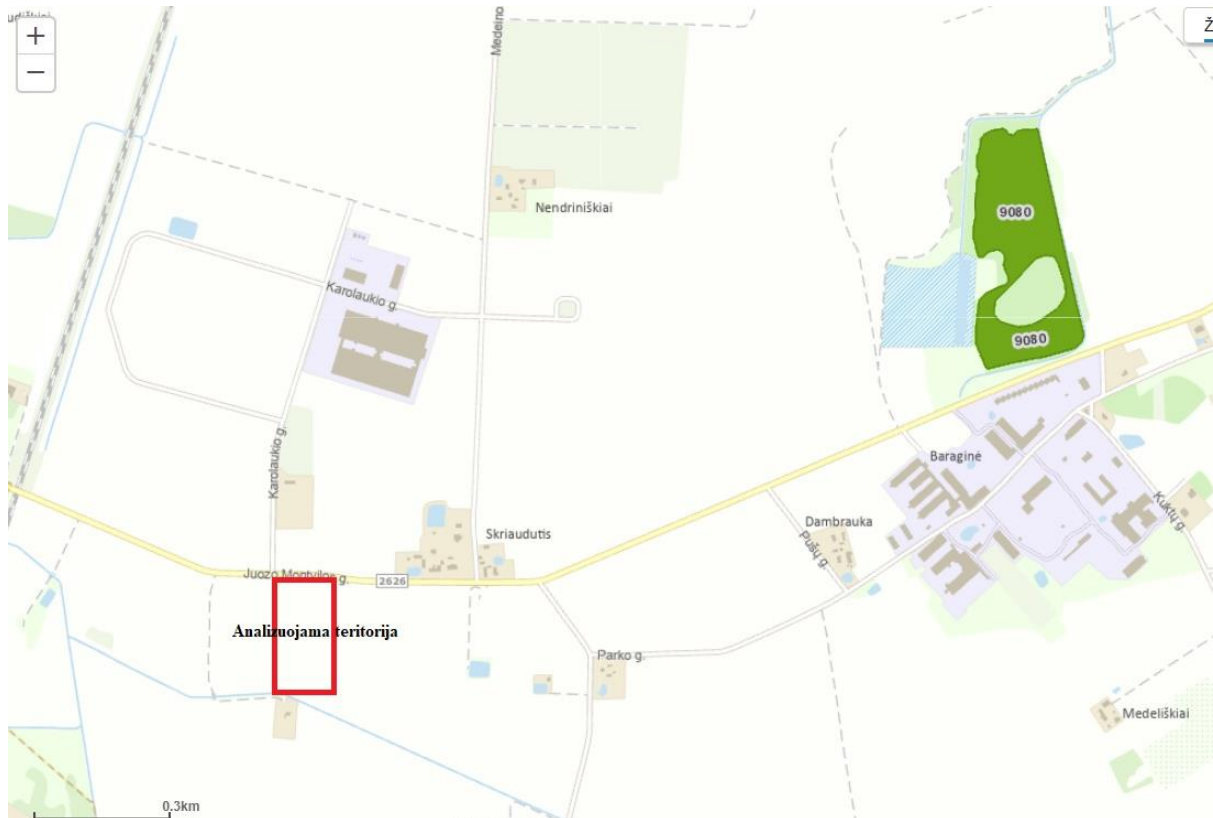 +
−
Ž
Medeino
Nendriniškiai
9080
9080
Karolaukio g.
Karolaukio g.
Baraginė
Skriaudutis
Dambrauka
Pušų g.
Kuktų g.
Juozo Montvilos g.
2626
Analizuojama teritorija
Parko g.
Medeliškiai
0.3km